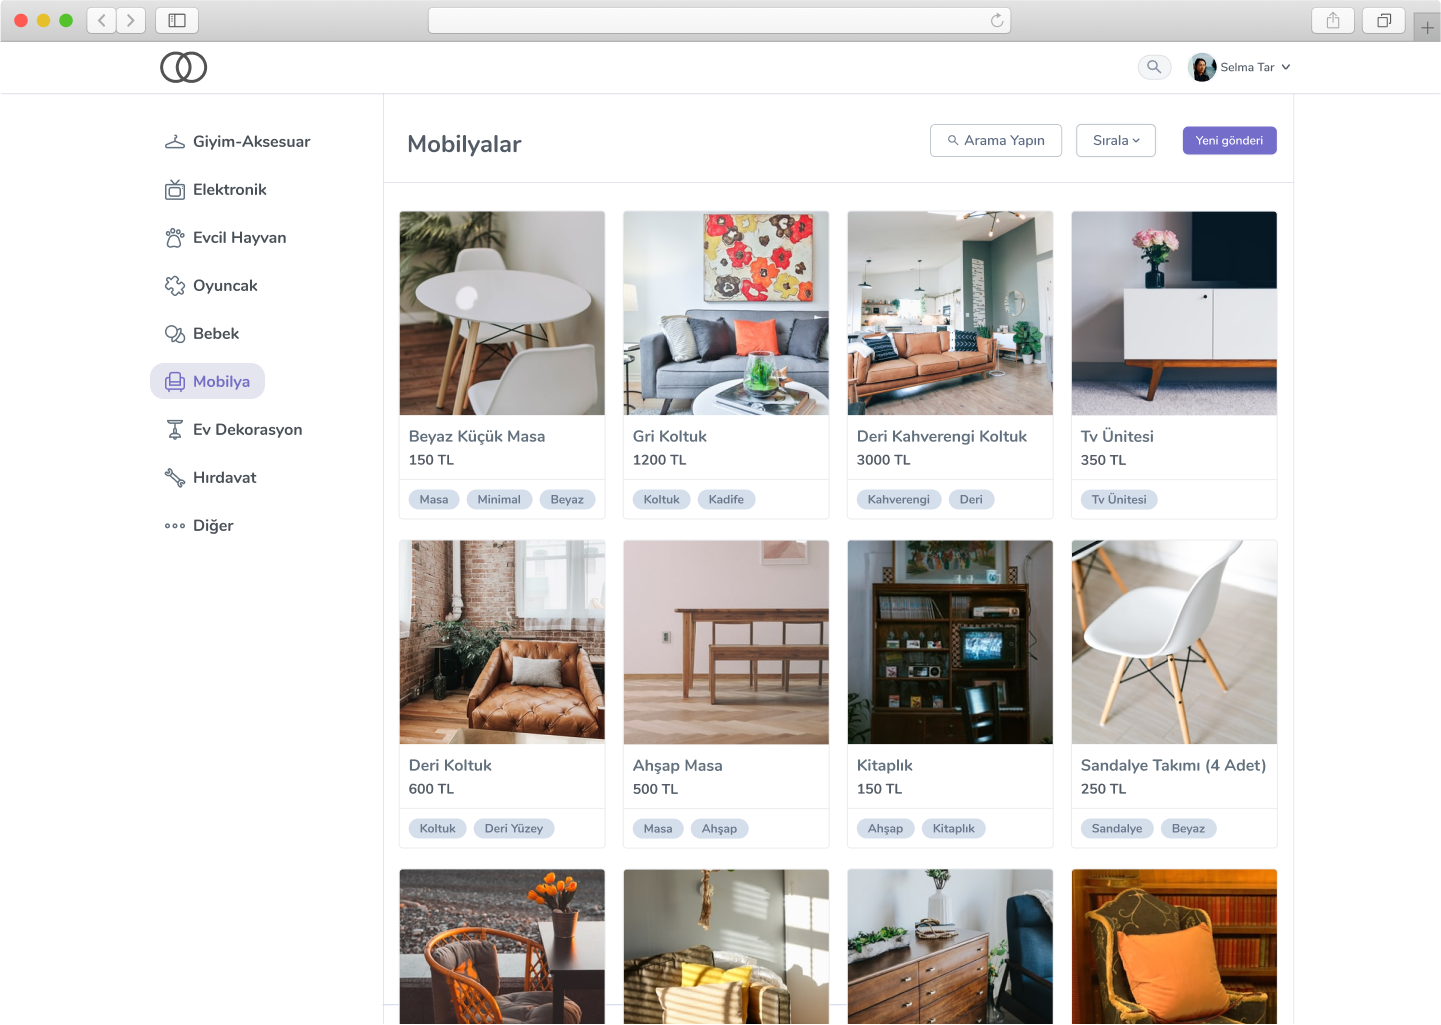 Selma Tar
Giyim-Aksesuar
Elektronik
Evcil Hayvan
Oyuncak
Bebek
Mobilya
Ev Dekorasyon
Hırdavat
Diğer
Mobilyalar
Arama Yapın
Sırala
Yeni gönderi
Beyaz Küçük Masa
150 TL
Masa Minimal Beyaz
Gri Koltuk
1200 TL
Koltuk Kadife
Deri Kahverengi Koltuk
3000 TL
Kahverengi Deri
Tv Ünitesi
350 TL
Tv Ünitesi
Deri Koltuk
600 TL
Koltuk Deri Yüzey
Ahşap Masa
500 TL
Masa Ahşap
Kitaplık
150 TL
Ahşap Kitaplık
Sandalye Takımı (4 Adet)
250 TL
Sandalye Beyaz